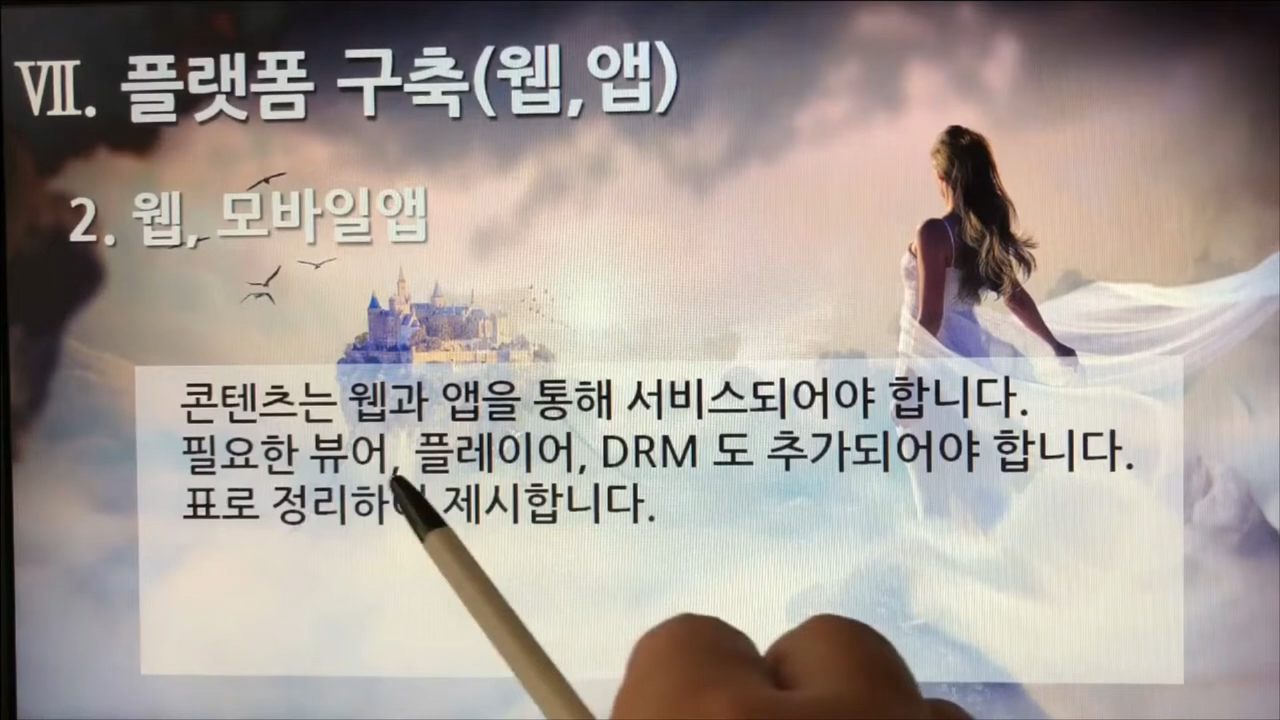 Ⅶ. 플랫폼 구축(웹,앱)
2. 웹, 모바일앱
콘텐츠는 웹과 앱을 통해 서비스되어야 합니다.
필요한 뷰어, 플레이어, DRM 도 추가되어야 합니다.
표로 제시합니다.